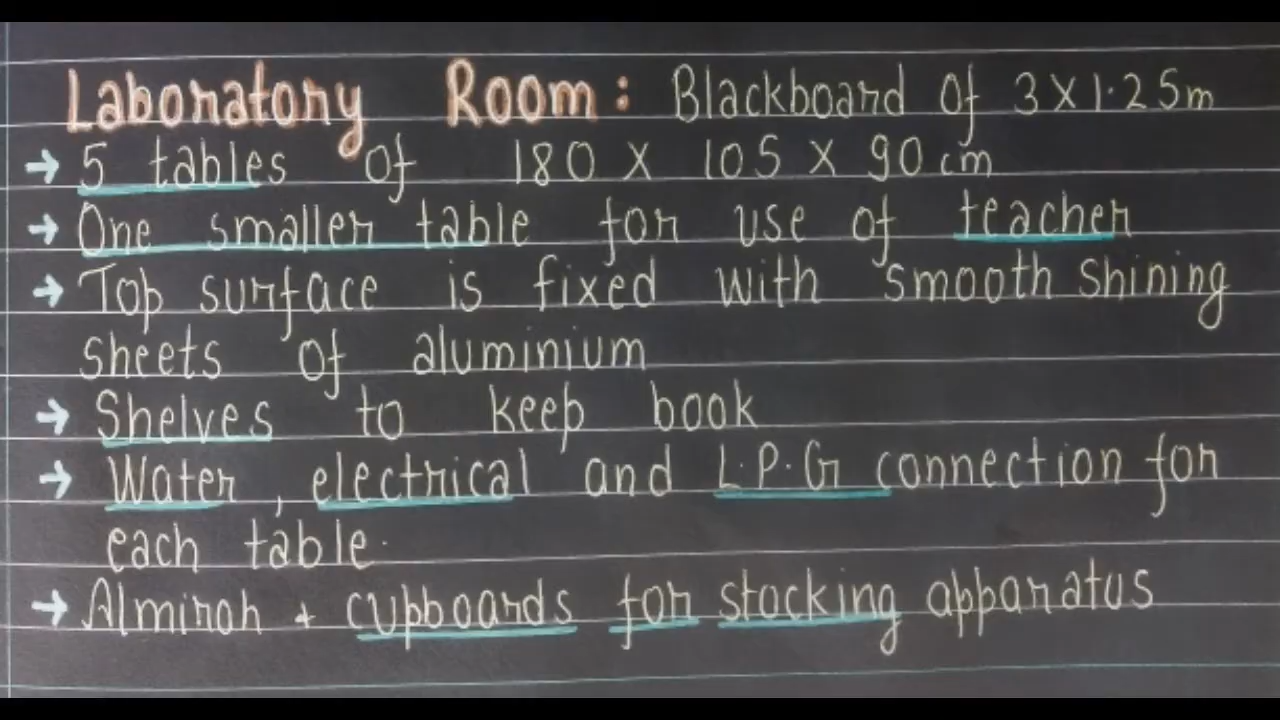 Laboratory Room: Blackboard of 3 X 1.25m
→ 5 tables of 180 X 105 X 90 cm
→ One smaller table for use of teacher
→ Top surface is fixed with smooth shining
sheets of aluminium
→ Shelves to keep book
→ Water, electrical and L.P.G connection for
each table.
→ Almirah + cupboards for stocking apparatus